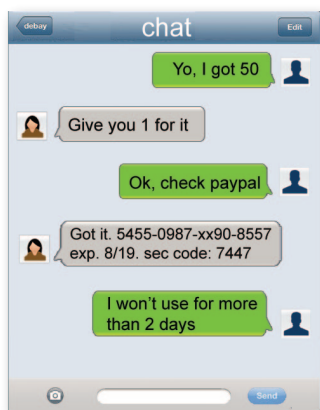 debay
chat
Edit
Yo, I got 50
Give you 1 for it
Ok, check paypal
Got it. 5455-0987-xx90-8557
exp. 8/19. sec code: 7447
I won't use for more
than 2 days
Send